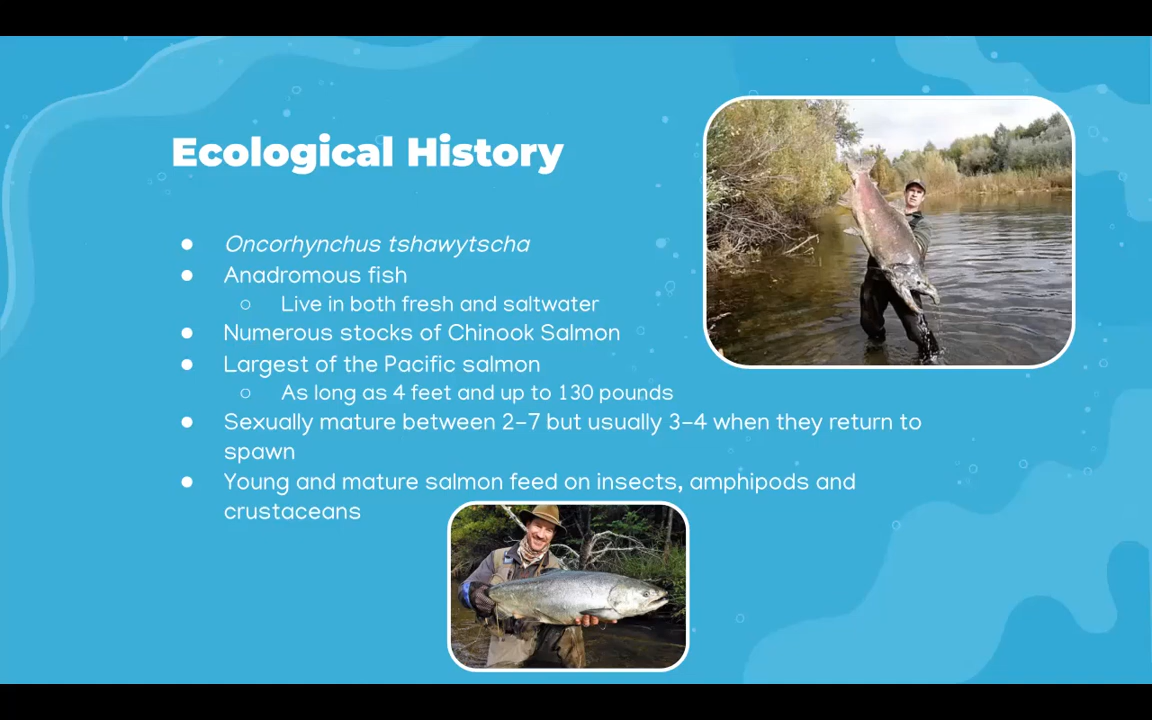 Ecological History
● Oncorhynchus tshawytscha
● Anadromous fish
○ Live in both fresh and saltwater
● Numerous stocks of Chinook Salmon
● Largest of the Pacific salmon
○ As long as 4 feet and up to 130 pounds
● Sexually mature between 2-7 but usually 3-4 when they return to
spawn
● Young and mature salmon feed on insects, amphipods and
crustaceans